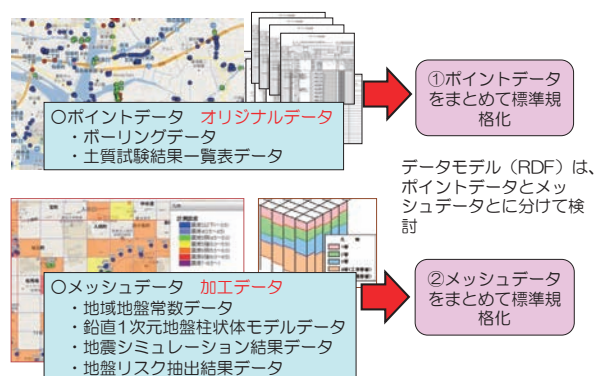 〇ポイントデータ　オリジナルデータ
・ボーリングデータ
・土質試験結果一覧表データ
①ポイントデータ
をまとめて標準規
格化
データモデル（RDF）は、
ポイントデータとメッ
シュデータとに分けて検
討
〇メッシュデータ　加工データ
・地域地盤常数データ
・鉛直1次元地盤柱状体モデルデータ
・地震シミュレーション結果データ
・地盤リスク抽出結果データ
②メッシュデータ
をまとめて標準規
格化